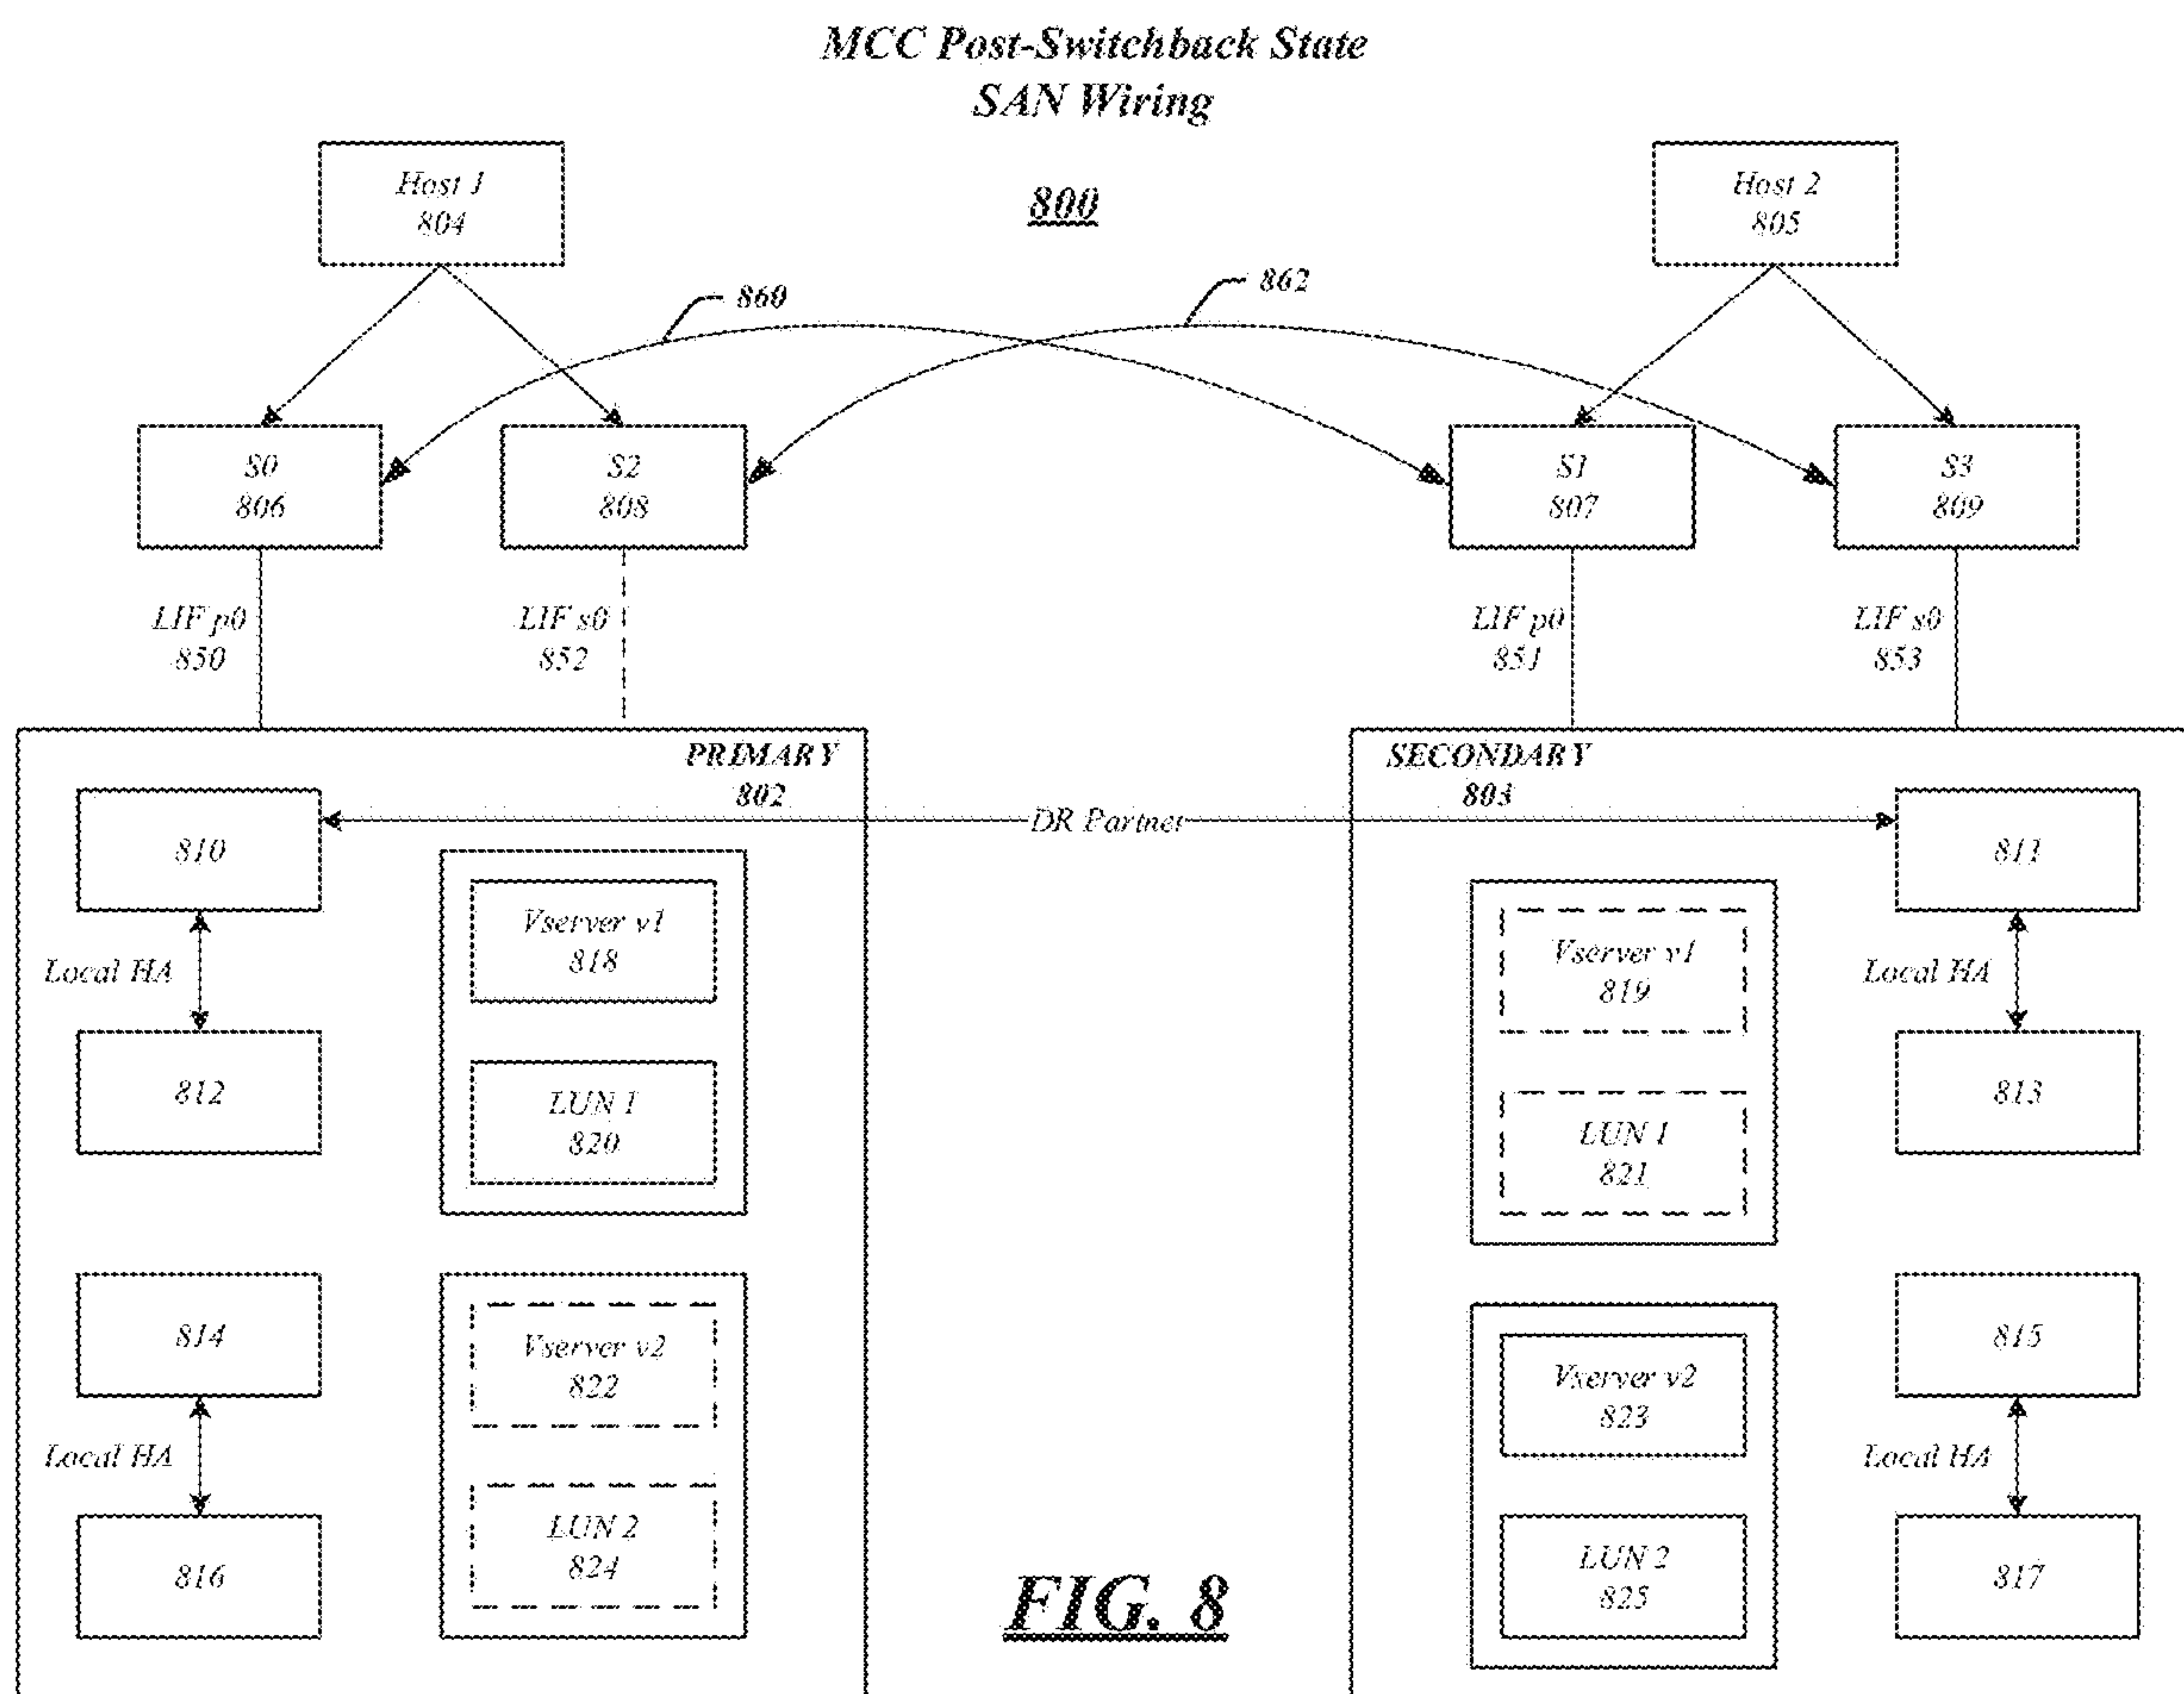 MCC Post-Switchback State
SAN Wiring
800
Host 1
804
Host 2
805
860
862
S0
806
S2
808
S1
807
S3
809
LIF p0
850
LIF s0
852
LIF p0
851
LIF s0
853
PRIMARY
802
SECONDARY
803
DR Partner
810
Local HA
812
Vserver v1
818
LUN 1
820
814
Local HA
816
Vserver v2
822
LUN 2
824
Vserver v1
819
LUN 1
821
811
Local HA
813
Vserver v2
823
LUN 2
825
815
Local HA
817
FIG. 8